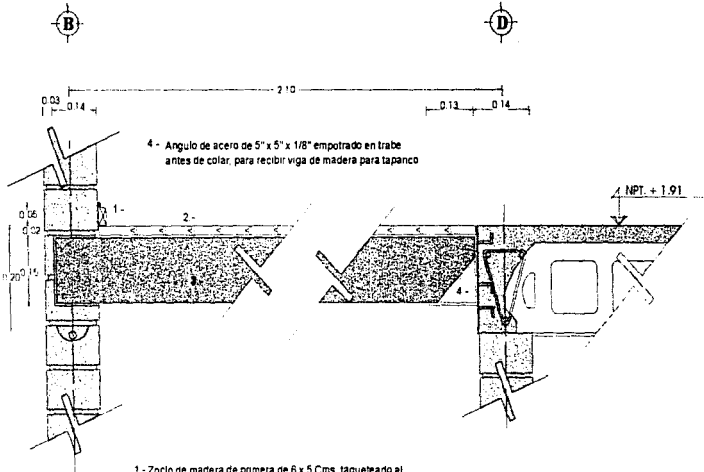 B
D
2.10
0.03
0.14
0.13
0.14
4 - Angulo de acero de 5" x 5" x 1/8" empotrado en trabe
antes de colar, para recibir viga de madera para tapanco
NPT. + 1.91
1 -
2.-
0.02
0.20
0.15
4 -
1 - Zoclo de madera de primera de 6 x 5 Cms. taqueteado al